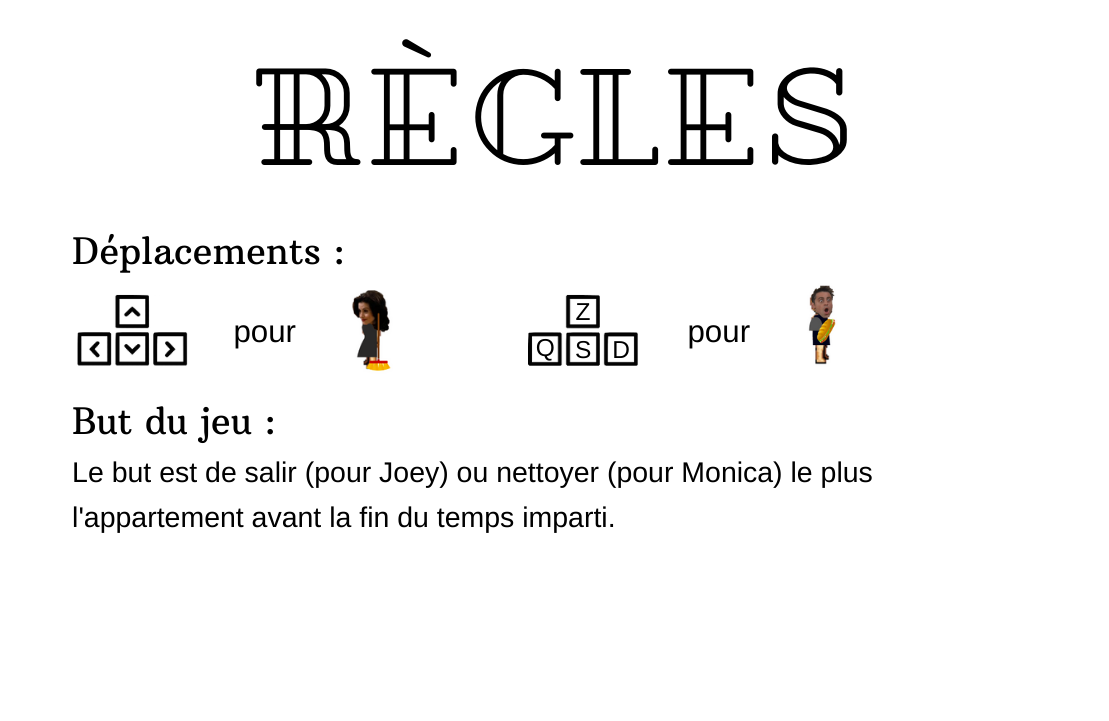 RÈGLES
Déplacements :
pour
Z
Q S D
pour
But du jeu :
Le but est de salir (pour Joey) ou nettoyer (pour Monica) le plus
l'appartement avant la fin du temps imparti.